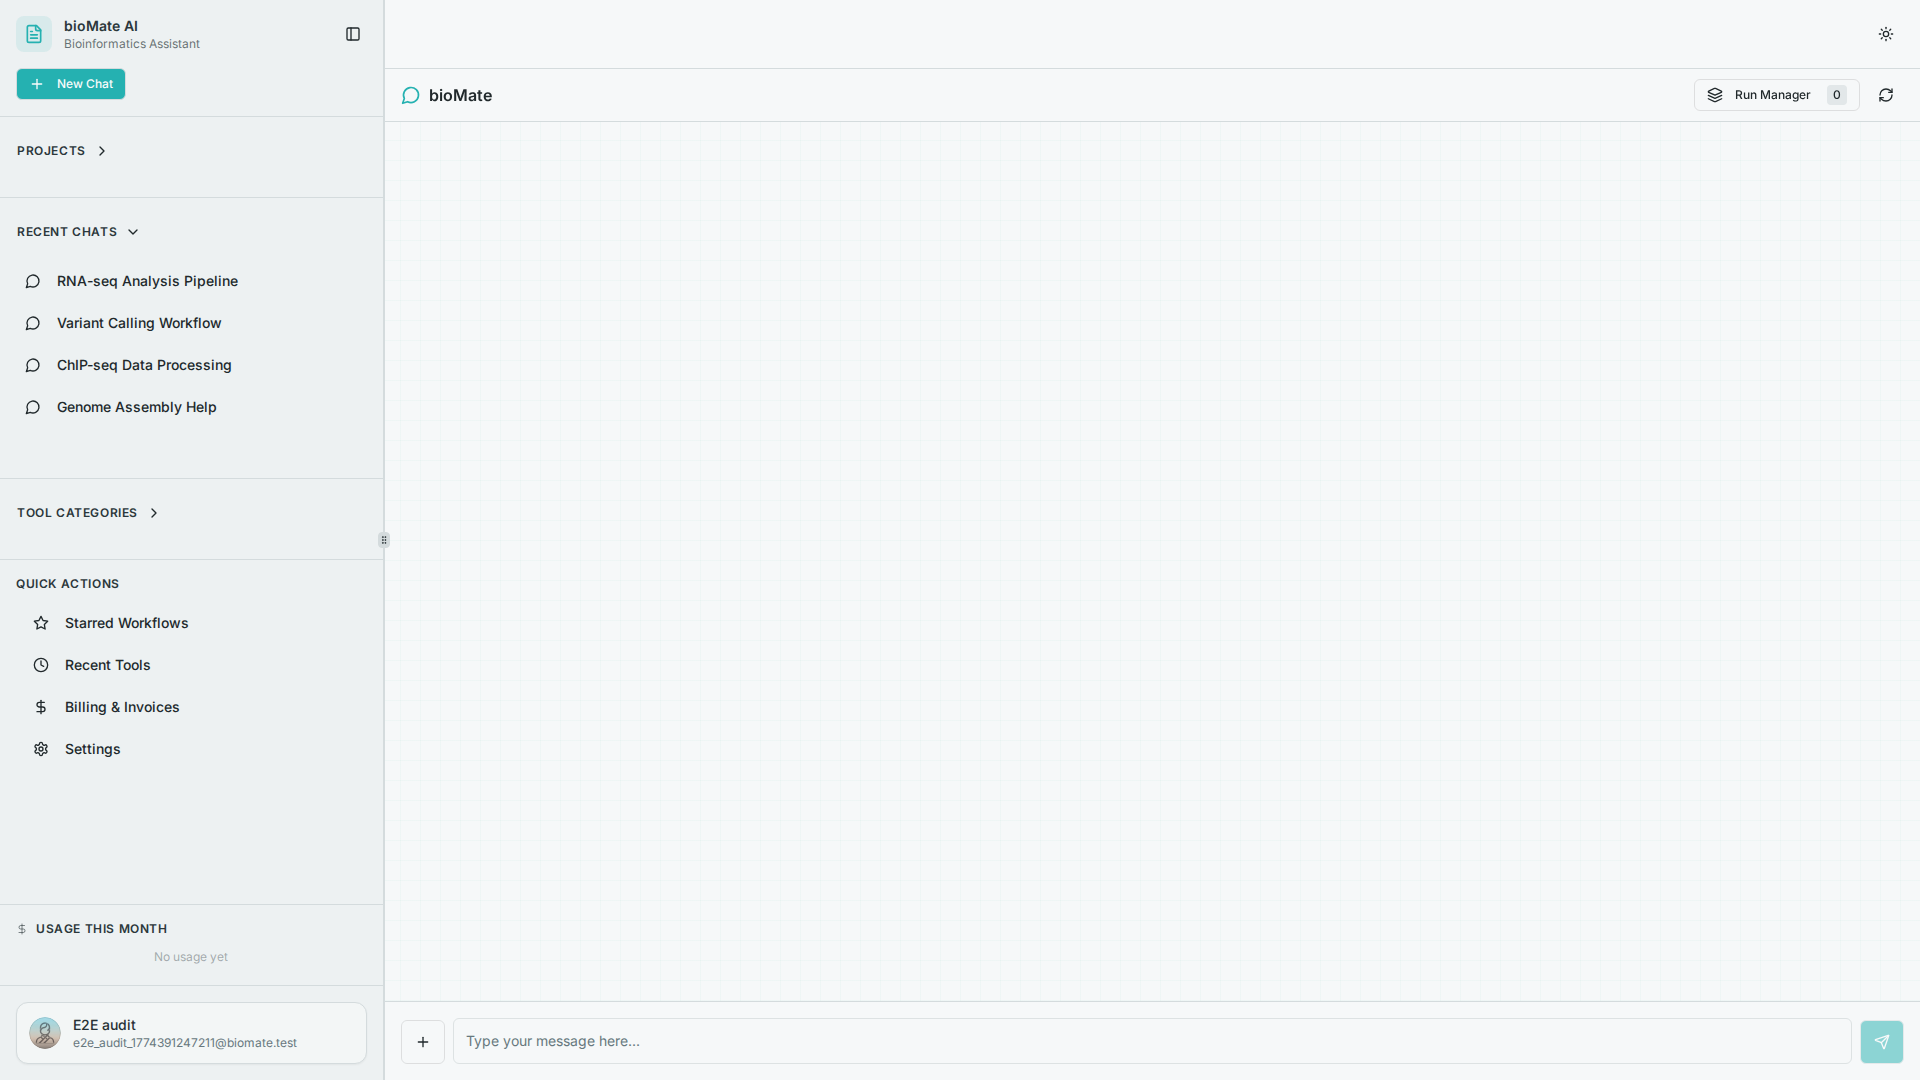 bioMate AI
Bioinformatics Assistant
New Chat
PROJECTS
RECENT CHATS
RNA-seq Analysis Pipeline
Variant Calling Workflow
ChIP-seq Data Processing
Genome Assembly Help
TOOL CATEGORIES
QUICK ACTIONS
Starred Workflows
Recent Tools
Billing & Invoices
Settings
USAGE THIS MONTH
No usage yet
E2E audit
e2e_audit_1774391247211@biomate.test
bioMate
Run Manager 0
Type your message here...